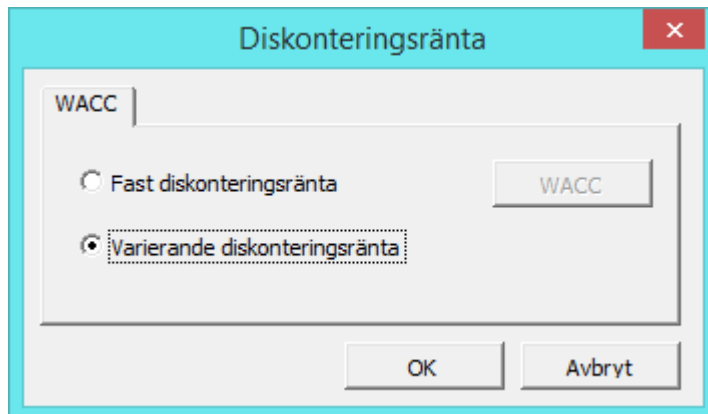 Diskonteringsränta
WACC
Fast diskonteringsränta
WACC
Varierande diskonteringsränta
OK
Avbryt